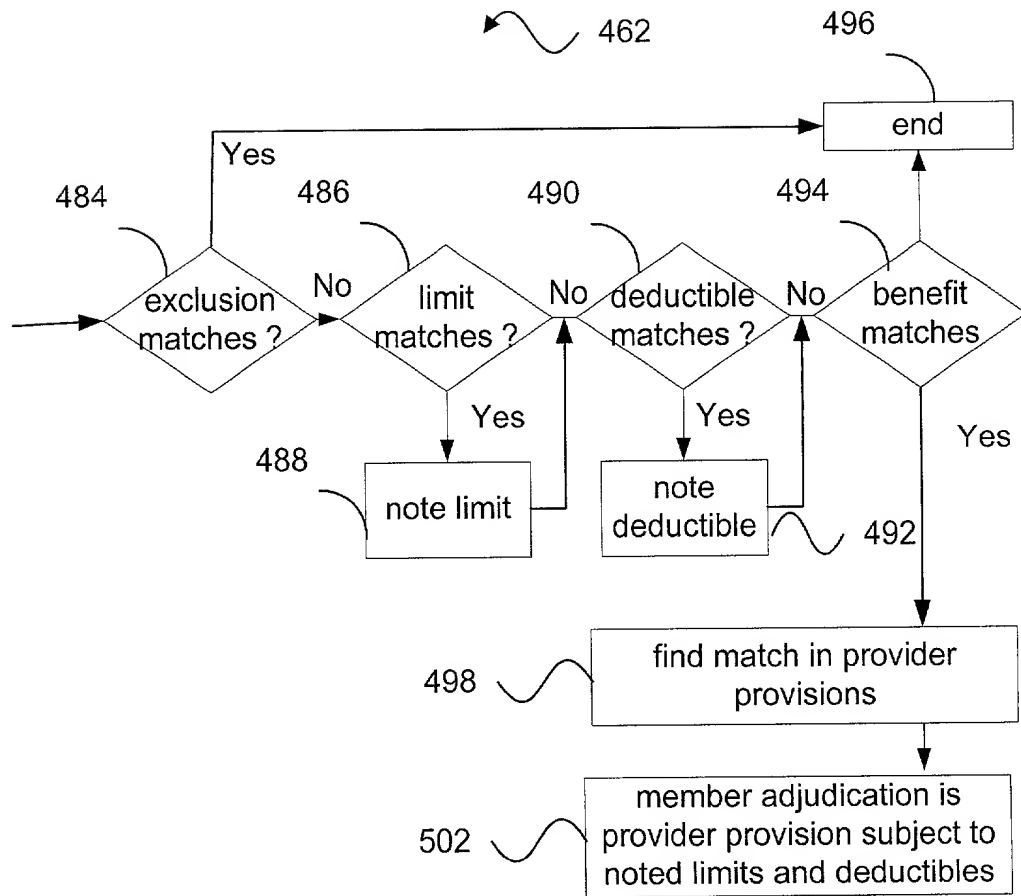 462
496
end
Yes
484
486
490
494
exclusion
matches ?
No
limit
matches ?
No
deductible
matches ?
No
benefit
matches
Yes
Yes
Yes
488
note limit
note
deductible
492
498
find match in provider
provisions
502
member adjudication is
provider provision subject to
noted limits and deductibles